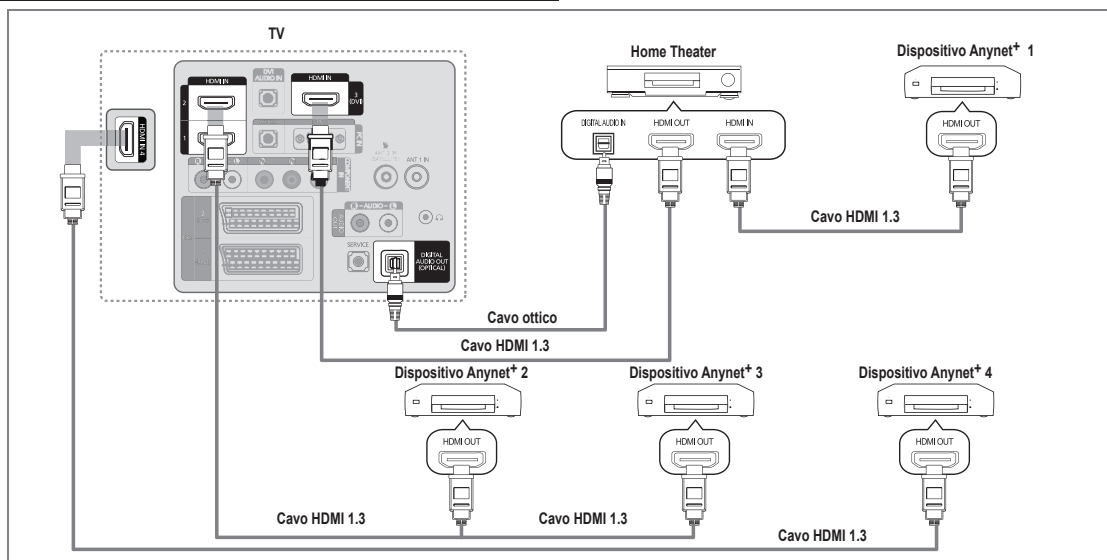 TV
Home Theater
Dispositivo Anynet+ 1
DVI
AUDIO IN
HDMI IN
HDMI IN
2
3
(DVI)
1
HDMI IN 4
DIGITAL AUDIO IN
HDMI OUT
HDMI IN
HDMI OUT
ANT 1 IN
AUDIO
SERVICE
DIGITAL
AUDIO OUT
(OPTICAL)
Cavo HDMI 1.3
Cavo ottico
Cavo HDMI 1.3
Dispositivo Anynet+ 2
Dispositivo Anynet+ 3
Dispositivo Anynet+ 4
HDMI OUT
HDMI OUT
HDMI OUT
Cavo HDMI 1.3
Cavo HDMI 1.3
Cavo HDMI 1.3